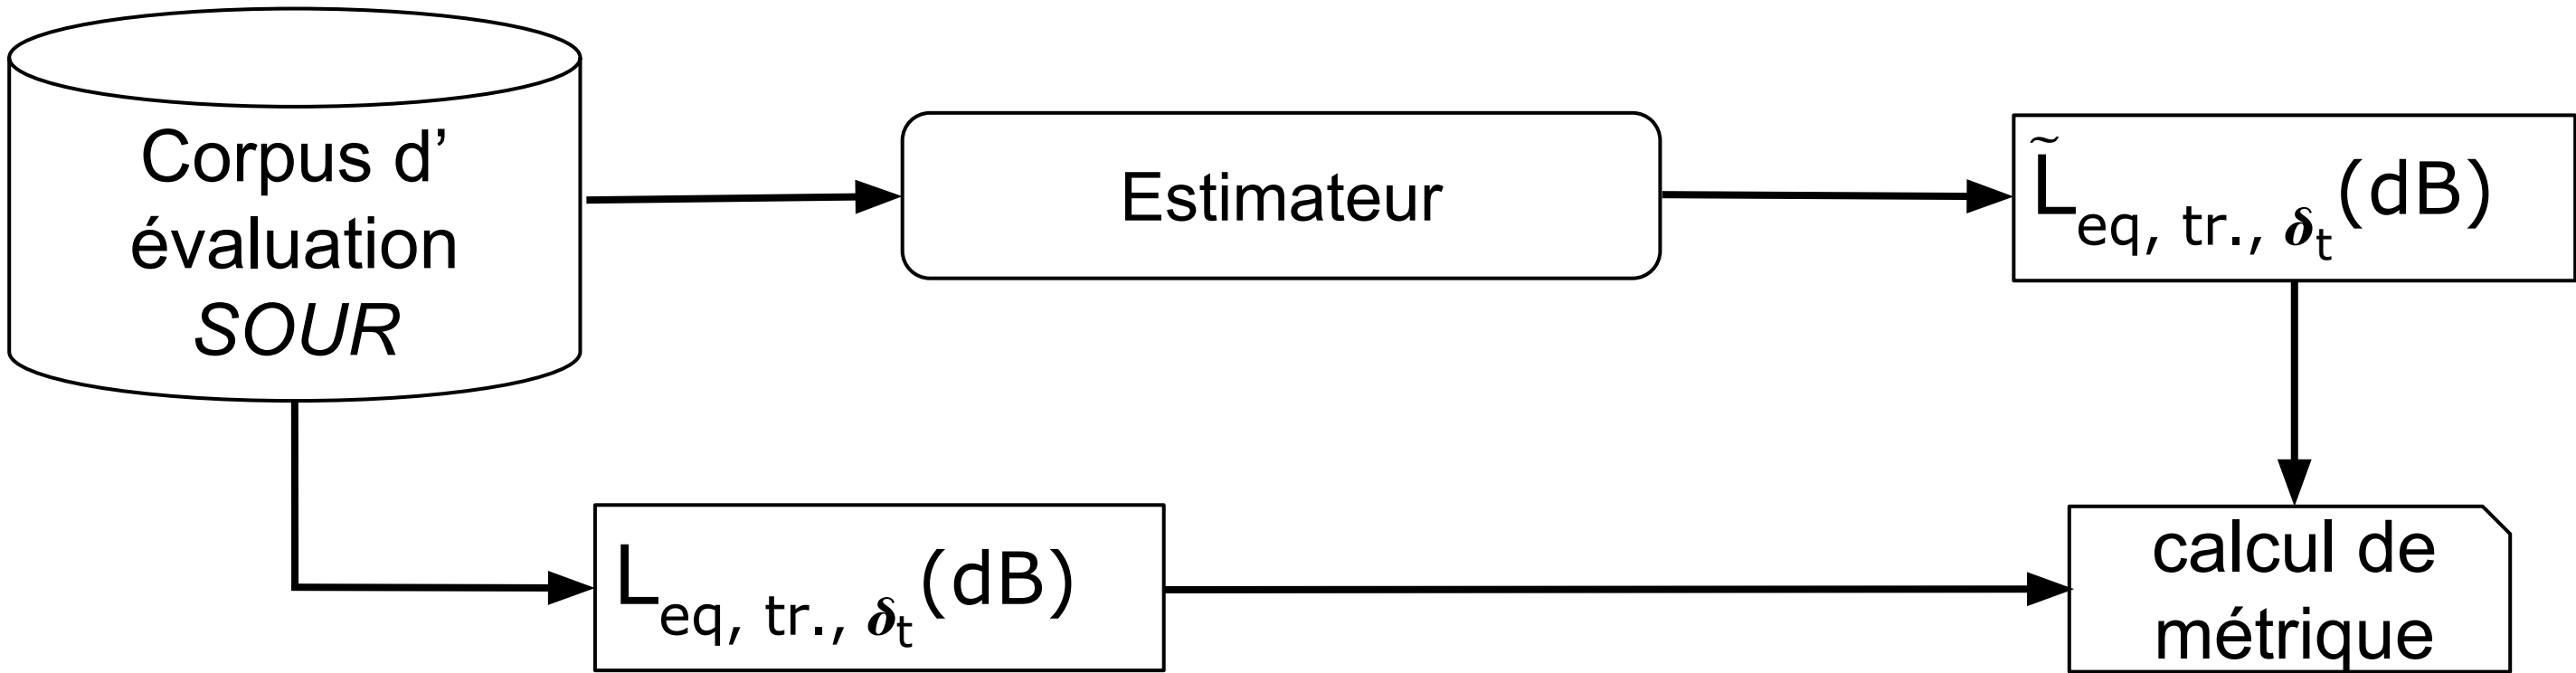 Corpus d’
évaluation
SOUR
Estimateur
L̃eq, tr., δt(dB)
Leq, tr., δt(dB)
calcul de
métrique